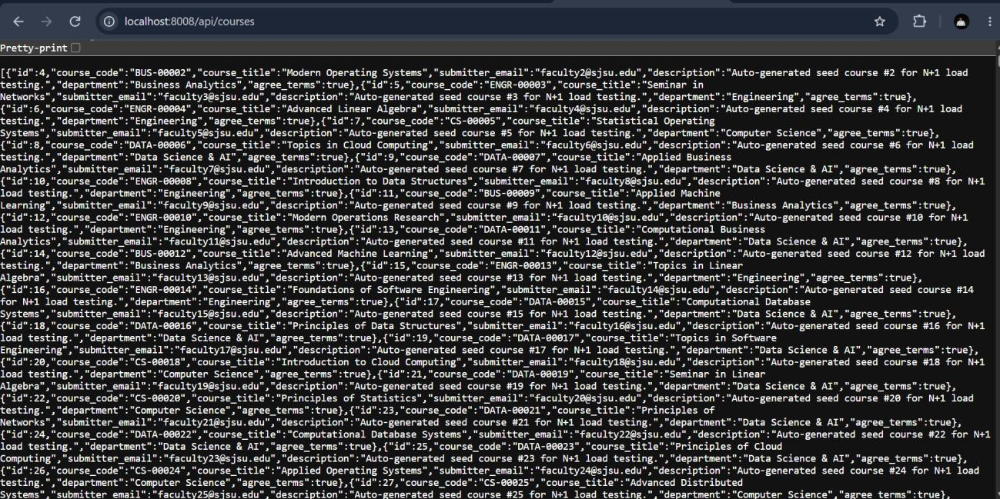 localhost:8008/api/courses
Pretty-print
[{"id":4,"course_code":"BUS-00002","course_title":"Modern Operating Systems","submitter_email":"faculty2@sjsu.edu","description":"Auto-generated seed course #2 for N+1 load
testing.","department":"Business Analytics","agree_terms":true},{"id":5,"course_code":"ENGR-00003","course_title":"Seminar in
Networks","submitter_email":"faculty3@sjsu.edu","description":"Auto-generated seed course #3 for N+1 load testing.","department":"Engineering","agree_terms":true},
{"id":6,"course_code":"ENGR-00004","course_title":"Advanced Linear Algebra","submitter_email":"faculty4@sjsu.edu","description":"Auto-generated seed course #4 for N+1 load
testing.","department":"Engineering","agree_terms":true},{"id":7,"course_code":"CS-00005","course_title":"Statistical Operating
Systems","submitter_email":"faculty5@sjsu.edu","description":"Auto-generated seed course #5 for N+1 load testing.","department":"Computer Science","agree_terms":true},
{"id":8,"course_code":"DATA-00006","course_title":"Topics in Cloud Computing","submitter_email":"faculty6@sjsu.edu","description":"Auto-generated seed course #6 for N+1 load
testing.","department":"Data Science & AI","agree_terms":true},{"id":9,"course_code":"DATA-00007","course_title":"Applied Business
Analytics","submitter_email":"faculty7@sjsu.edu","description":"Auto-generated seed course #7 for N+1 load testing.","department":"Data Science & AI","agree_terms":true},
{"id":10,"course_code":"ENGR-00008","course_title":"Introduction to Data Structures","submitter_email":"faculty8@sjsu.edu","description":"Auto-generated seed course #8 for N+1
load testing.","department":"Engineering","agree_terms":true},{"id":11,"course_code":"BUS-00009","course_title":"Applied Machine
Learning","submitter_email":"faculty9@sjsu.edu","description":"Auto-generated seed course #9 for N+1 load testing.","department":"Business Analytics","agree_terms":true},
{"id":12,"course_code":"ENGR-00010","course_title":"Modern Operations Research","submitter_email":"faculty10@sjsu.edu","description":"Auto-generated seed course #10 for N+1
load testing.","department":"Engineering","agree_terms":true},{"id":13,"course_code":"DATA-00011","course_title":"Computational Business
Analytics","submitter_email":"faculty11@sjsu.edu","description":"Auto-generated seed course #11 for N+1 load testing.","department":"Data Science & AI","agree_terms":true},
{"id":14,"course_code":"BUS-00012","course_title":"Advanced Machine Learning","submitter_email":"faculty12@sjsu.edu","description":"Auto-generated seed course #12 for N+1 load
testing.","department":"Business Analytics","agree_terms":true},{"id":15,"course_code":"ENGR-00013","course_title":"Topics in Linear
Algebra","submitter_email":"faculty13@sjsu.edu","description":"Auto-generated seed course #13 for N+1 load testing.","department":"Engineering","agree_terms":true},
{"id":16,"course_code":"ENGR-00014","course_title":"Foundations of Software Engineering","submitter_email":"faculty14@sjsu.edu","description":"Auto-generated seed course #14
for N+1 load testing.","department":"Engineering","agree_terms":true},{"id":17,"course_code":"DATA-00015","course_title":"Computational Database
Systems","submitter_email":"faculty15@sjsu.edu","description":"Auto-generated seed course #15 for N+1 load testing.","department":"Data Science & AI","agree_terms":true},
{"id":18,"course_code":"DATA-00016","course_title":"Principles of Data Structures","submitter_email":"faculty16@sjsu.edu","description":"Auto-generated seed course #16 for N+1
load testing.","department":"Data Science & AI","agree_terms":true},{"id":19,"course_code":"DATA-00017","course_title":"Topics in Software
Engineering","submitter_email":"faculty17@sjsu.edu","description":"Auto-generated seed course #17 for N+1 load testing.","department":"Data Science & AI","agree_terms":true},
{"id":20,"course_code":"CS-00018","course_title":"Introduction to Cloud Computing","submitter_email":"faculty18@sjsu.edu","description":"Auto-generated seed course #18 for N+1
load testing.","department":"Computer Science","agree_terms":true},{"id":21,"course_code":"DATA-00019","course_title":"Seminar in Linear
Algebra","submitter_email":"faculty19@sjsu.edu","description":"Auto-generated seed course #19 for N+1 load testing.","department":"Data Science & AI","agree_terms":true},
{"id":22,"course_code":"CS-00020","course_title":"Principles of Statistics","submitter_email":"faculty20@sjsu.edu","description":"Auto-generated seed course #20 for N+1 load
testing.","department":"Computer Science","agree_terms":true},{"id":23,"course_code":"DATA-00021","course_title":"Principles of
Networks","submitter_email":"faculty21@sjsu.edu","description":"Auto-generated seed course #21 for N+1 load testing.","department":"Data Science & AI","agree_terms":true},
{"id":24,"course_code":"DATA-00022","course_title":"Computational Database Systems","submitter_email":"faculty22@sjsu.edu","description":"Auto-generated seed course #22 for N+1
load testing.","department":"Data Science & AI","agree_terms":true},{"id":25,"course_code":"DATA-00023","course_title":"Principles of Cloud
Computing","submitter_email":"faculty23@sjsu.edu","description":"Auto-generated seed course #23 for N+1 load testing.","department":"Data Science & AI","agree_terms":true},
{"id":26,"course_code":"CS-00024","course_title":"Applied Operating Systems","submitter_email":"faculty24@sjsu.edu","description":"Auto-generated seed course #24 for N+1 load
testing.","department":"Computer Science","agree_terms":true},{"id":27,"course_code":"CS-00025","course_title":"Advanced Distributed
Systems","submitter_email":"faculty25@sjsu.edu","description":"Auto-generated seed course #25 for N+1 load testing.","department":"Computer Science","agree_terms":true},